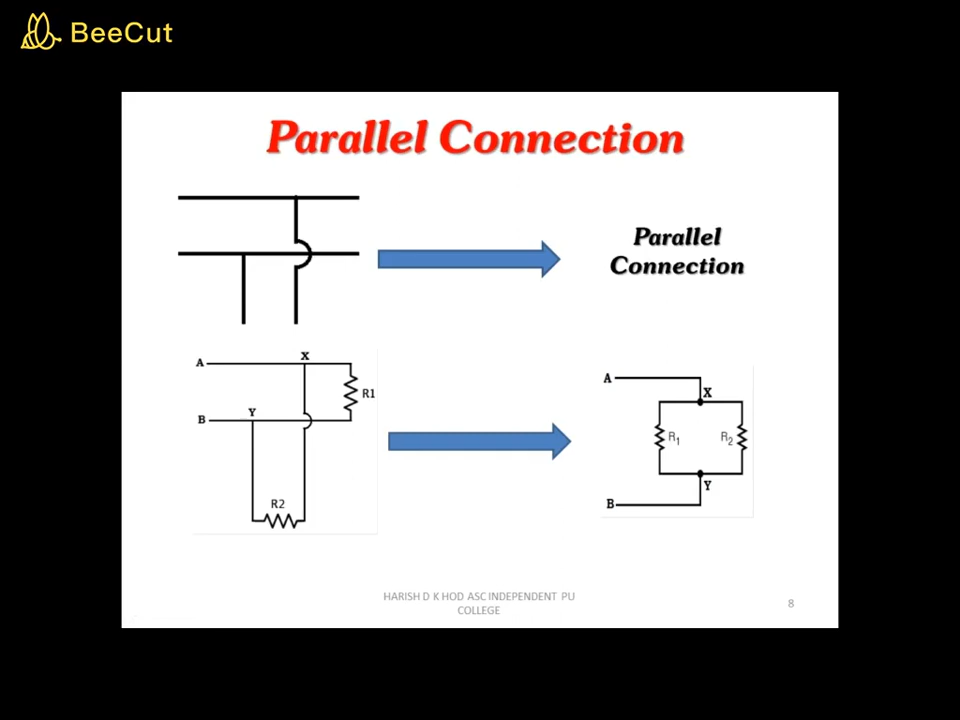 BeeCut
Parallel Connection
Parallel
Connection
A
X
R1
B
Y
R2
A
X
R1
R2
Y
B
HARISH D K HOD ASC INDEPENDENT PU
COLLEGE
8